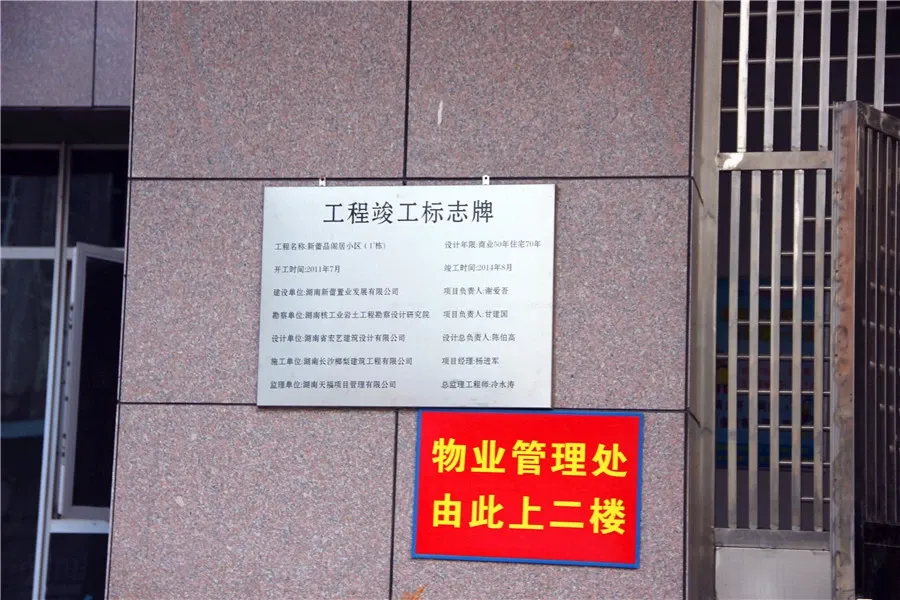 工程竣工标志牌
工程名称:新蕾品阁居小区（1#栋）
设计年限:商业50年住宅70年
开工时间:2011年7月
竣工时间:2014年8月
建设单位:湖南新蕾置业发展有限公司
项目负责人:谢爱吾
勘察单位:湖南核工业岩土工程勘察设计研究院
项目负责人:甘建国
设计单位:湖南省宏艺建筑设计有限公司
设计总负责人:陈伯高
施工单位:湖南长沙㮾梨建筑工程有限公司
项目经理:杨进军
监理单位:湖南天福项目管理有限公司
总监理工程师:冷水涛
物业管理处
由此上二楼